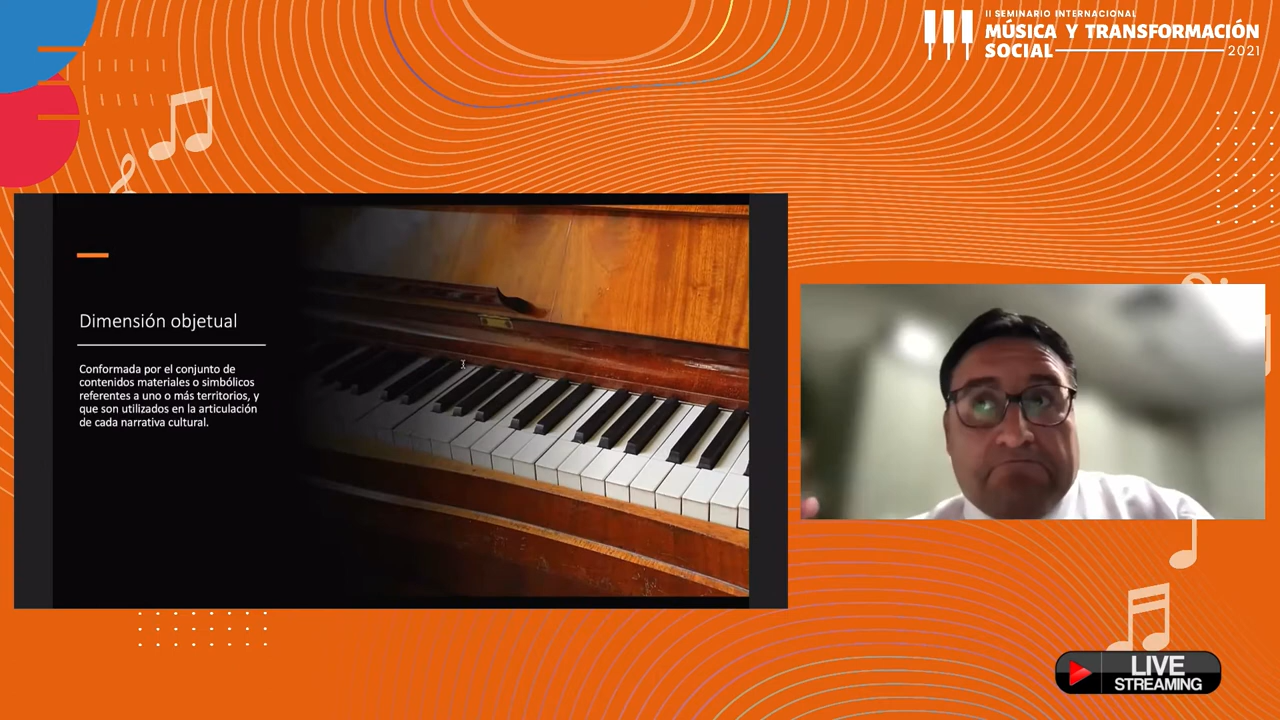 II SEMINARIO INTERNACIONAL
MÚSICA Y TRANSFORMACIÓN
SOCIAL
2021
Dimensión objetual
Conformada por el conjunto de
contenidos materiales o simbólicos
referentes a uno o más territorios, y
que son utilizados en la articulación
de cada narrativa cultural.
LIVE
STREAMING